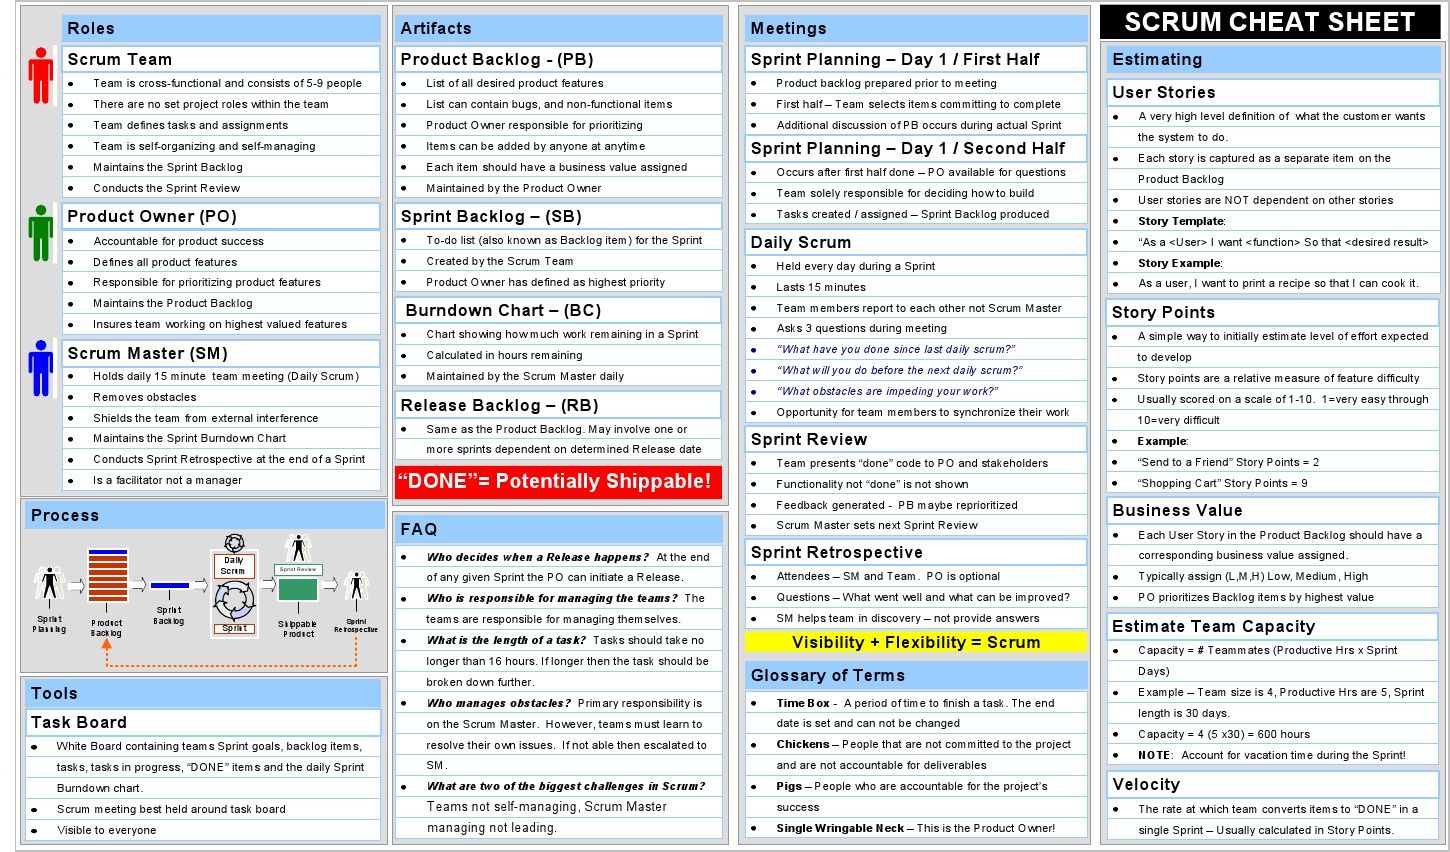 Roles
Scrum Team
Team is cross-functional and consists of 5-9 people
There are no set project roles within the team
Team defines tasks and assignments
Team is self-organizing and self-managing
Maintains the Sprint Backlog
Conducts the Sprint Review
Product Owner (PO)
Accountable for product success
Defines all product features
Responsible for prioritizing product features
Maintains the Product Backlog
Insures team working on highest valued features
Scrum Master (SM)
Holds daily 15 minute team meeting (Daily Scrum)
Removes obstacles
Shields the team from external interference
Maintains the Sprint Burndown Chart
Conducts Sprint Retrospective at the end of a Sprint
Is a facilitator not a manager
Process
Sprint
Planning
Product
Backlog
Sprint
Backlog
Daily
Scrum
Sprint
Sprint Review
Shippable
Product
Sprint
Retrospective
Tools
Task Board
White Board containing teams Sprint goals, backlog items,
tasks, tasks in progress, “DONE” items and the daily Sprint
Burndown chart.
Scrum meeting best held around task board
Visible to everyone
Artifacts
Product Backlog - (PB)
List of all desired product features
List can contain bugs, and non-functional items
Product Owner responsible for prioritizing
Items can be added by anyone at anytime
Each item should have a business value assigned
Maintained by the Product Owner
Sprint Backlog – (SB)
To-do list (also known as Backlog item) for the Sprint
Created by the Scrum Team
Product Owner has defined as highest priority
Burndown Chart – (BC)
Chart showing how much work remaining in a Sprint
Calculated in hours remaining
Maintained by the Scrum Master daily
Release Backlog – (RB)
Same as the Product Backlog. May involve one or
more sprints dependent on determined Release date
“DONE”= Potentially Shippable!
FAQ
Who decides when a Release happens? At the end
of any given Sprint the PO can initiate a Release.
Who is responsible for managing the teams? The
teams are responsible for managing themselves.
What is the length of a task? Tasks should take no
longer than 16 hours. If longer then the task should be
broken down further.
Who manages obstacles? Primary responsibility is
on the Scrum Master. However, teams must learn to
resolve their own issues. If not able then escalated to
SM.
What are two of the biggest challenges in Scrum?
Teams not self-managing, Scrum Master
managing not leading.
Meetings
Sprint Planning – Day 1 / First Half
Product backlog prepared prior to meeting
First half – Team selects items committing to complete
Additional discussion of PB occurs during actual Sprint
Sprint Planning – Day 1 / Second Half
Occurs after first half done – PO available for questions
Team solely responsible for deciding how to build
Tasks created / assigned – Sprint Backlog produced
Daily Scrum
Held every day during a Sprint
Lasts 15 minutes
Team members report to each other not Scrum Master
Asks 3 questions during meeting
“What have you done since last daily scrum?”
“What will you do before the next daily scrum?”
“What obstacles are impeding your work?”
Opportunity for team members to synchronize their work
Sprint Review
Team presents “done” code to PO and stakeholders
Functionality not “done” is not shown
Feedback generated - PB maybe reprioritized
Scrum Master sets next Sprint Review
Sprint Retrospective
Attendees – SM and Team. PO is optional
Questions – What went well and what can be improved?
SM helps team in discovery – not provide answers
Visibility + Flexibility = Scrum
Glossary of Terms
Time Box - A period of time to finish a task. The end
date is set and can not be changed
Chickens – People that are not committed to the project
and are not accountable for deliverables
Pigs – People who are accountable for the project’s
success
Single Wringable Neck – This is the Product Owner!
SCRUM CHEAT SHEET
Estimating
User Stories
A very high level definition of what the customer wants
the system to do.
Each story is captured as a separate item on the
Product Backlog
User stories are NOT dependent on other stories
Story Template:
“As a <User> I want <function> So that <desired result>
Story Example:
As a user, I want to print a recipe so that I can cook it.
Story Points
A simple way to initially estimate level of effort expected
to develop
Story points are a relative measure of feature difficulty
Usually scored on a scale of 1-10. 1=very easy through
10=very difficult
Example:
“Send to a Friend” Story Points = 2
“Shopping Cart” Story Points = 9
Business Value
Each User Story in the Product Backlog should have a
corresponding business value assigned.
Typically assign (L,M,H) Low, Medium, High
PO prioritizes Backlog items by highest value
Estimate Team Capacity
Capacity = # Teammates (Productive Hrs x Sprint
Days)
Example – Team size is 4, Productive Hrs are 5, Sprint
length is 30 days.
Capacity = 4 (5 x30) = 600 hours
NOTE: Account for vacation time during the Sprint!
Velocity
The rate at which team converts items to “DONE” in a
single Sprint – Usually calculated in Story Points.